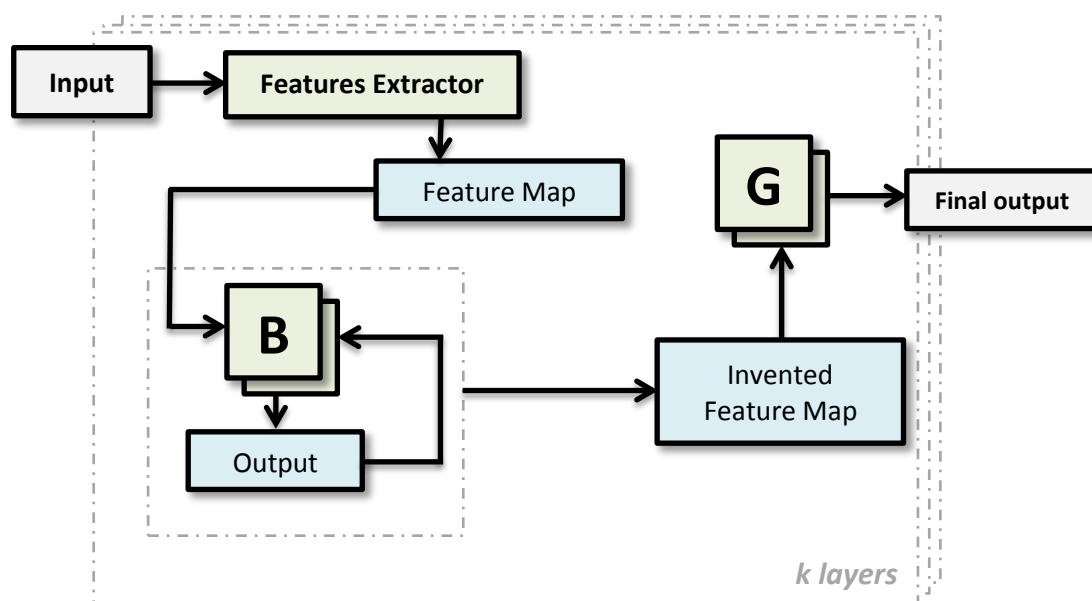 Input
Features Extractor
Feature Map
G
Final output
B
Output
Invented
Feature Map
k layers